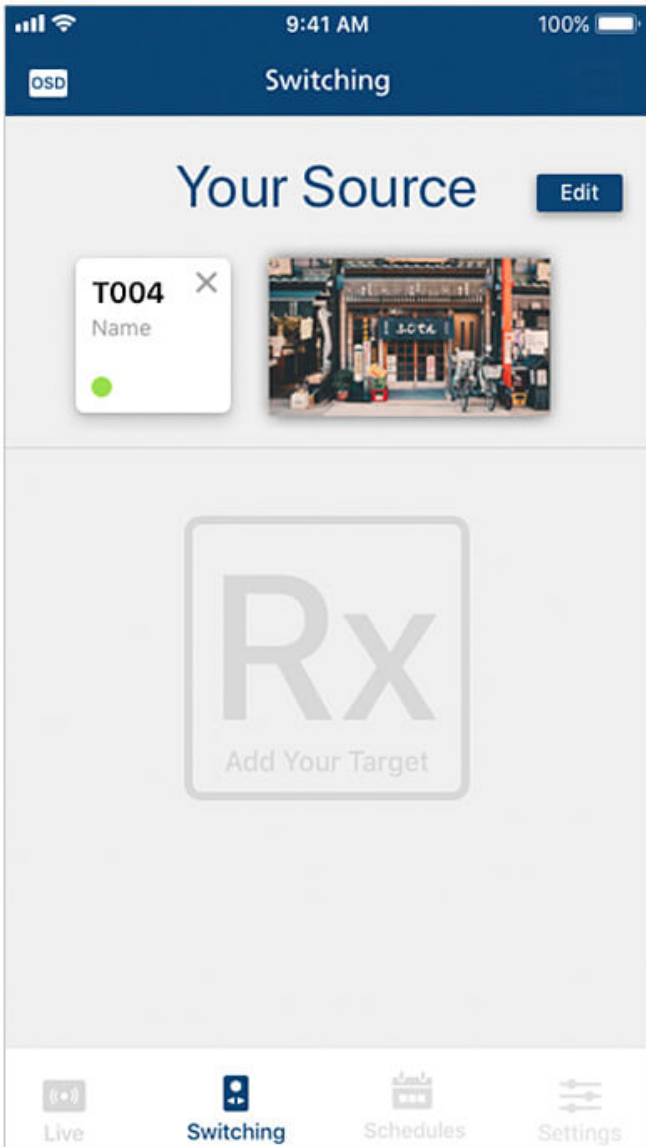 9:41 AM 100%
OSD Switching
Your Source
Edit
T004
Name
Rx
Add Your Target
Live Switching Schedules Settings